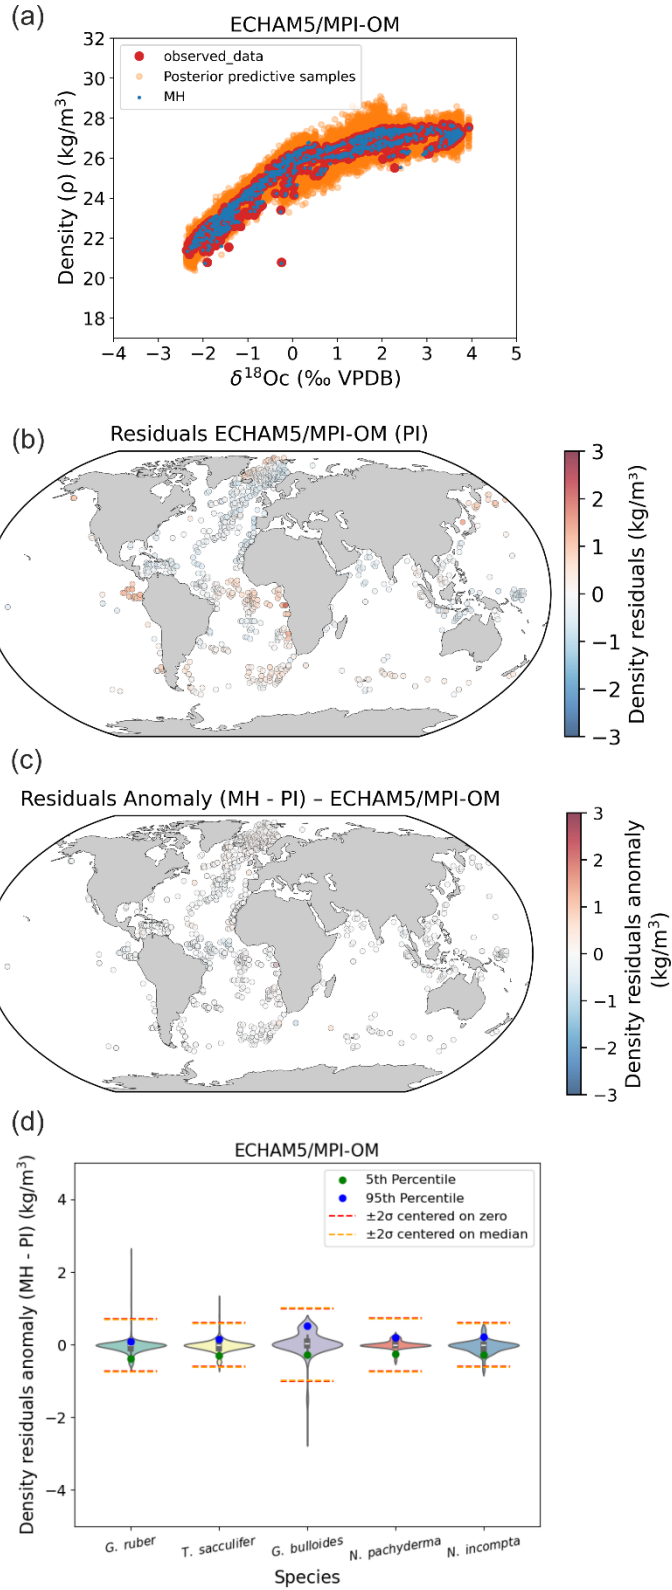 (a)
ECHAM5/MPI-OM
32
30
28
26
24
22
20
18
Density (ρ) (kg/m³)
observed_data
Posterior predictive samples
MH
−4 −3 −2 −1 0 1 2 3 4 5
δ¹⁸Oc (‰ VPDB)
(b)
Residuals ECHAM5/MPI-OM (PI)
3
2
1
0
−1
−2
−3
Density residuals (kg/m³)
(c)
Residuals Anomaly (MH - PI) – ECHAM5/MPI-OM
3
2
1
0
−1
−2
−3
Density residuals anomaly
(kg/m³)
(d)
ECHAM5/MPI-OM
4
2
0
−2
−4
Density residuals anomaly (MH - PI) (kg/m³)
5th Percentile
95th Percentile
±2σ centered on zero
±2σ centered on median
G. ruber T. sacculifer G. bulloides N. pachyderma N. incompta
Species